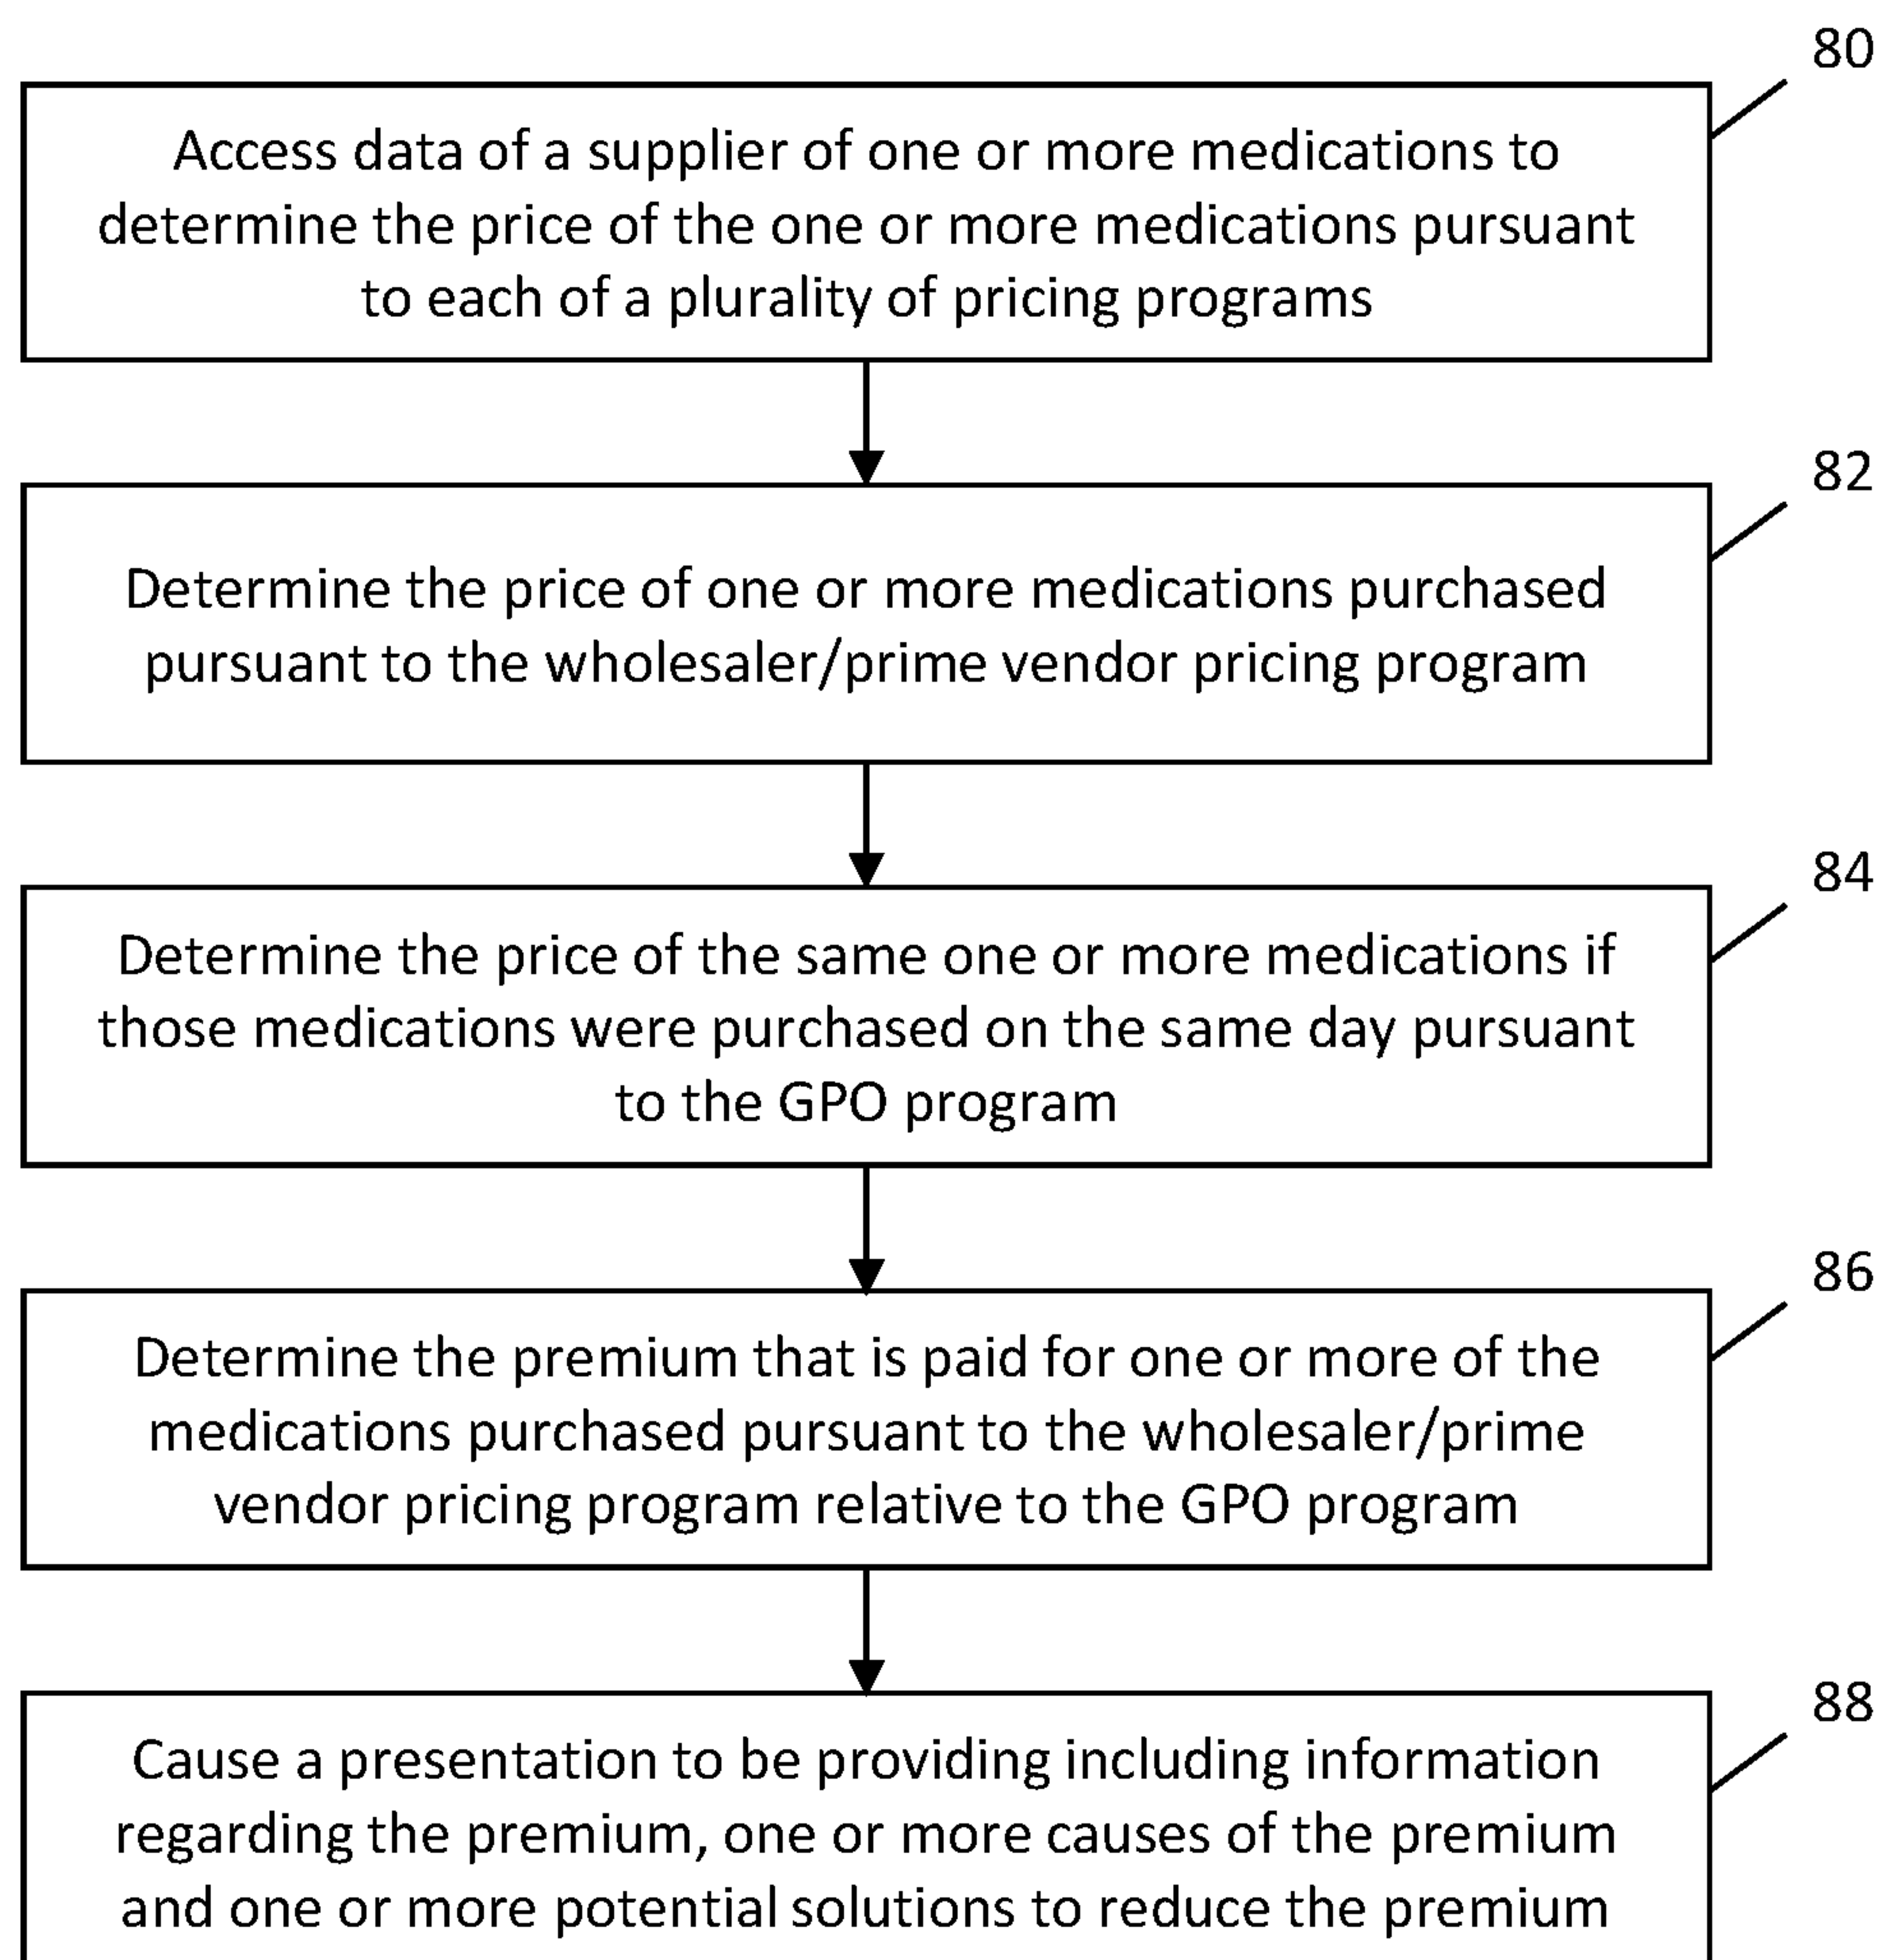 80
Access data of a supplier of one or more medications to
determine the price of the one or more medications pursuant
to each of a plurality of pricing programs
82
Determine the price of one or more medications purchased
pursuant to the wholesaler/prime vendor pricing program
84
Determine the price of the same one or more medications if
those medications were purchased on the same day pursuant
to the GPO program
86
Determine the premium that is paid for one or more of the
medications purchased pursuant to the wholesaler/prime
vendor pricing program relative to the GPO program
88
Cause a presentation to be providing including information
regarding the premium, one or more causes of the premium
and one or more potential solutions to reduce the premium